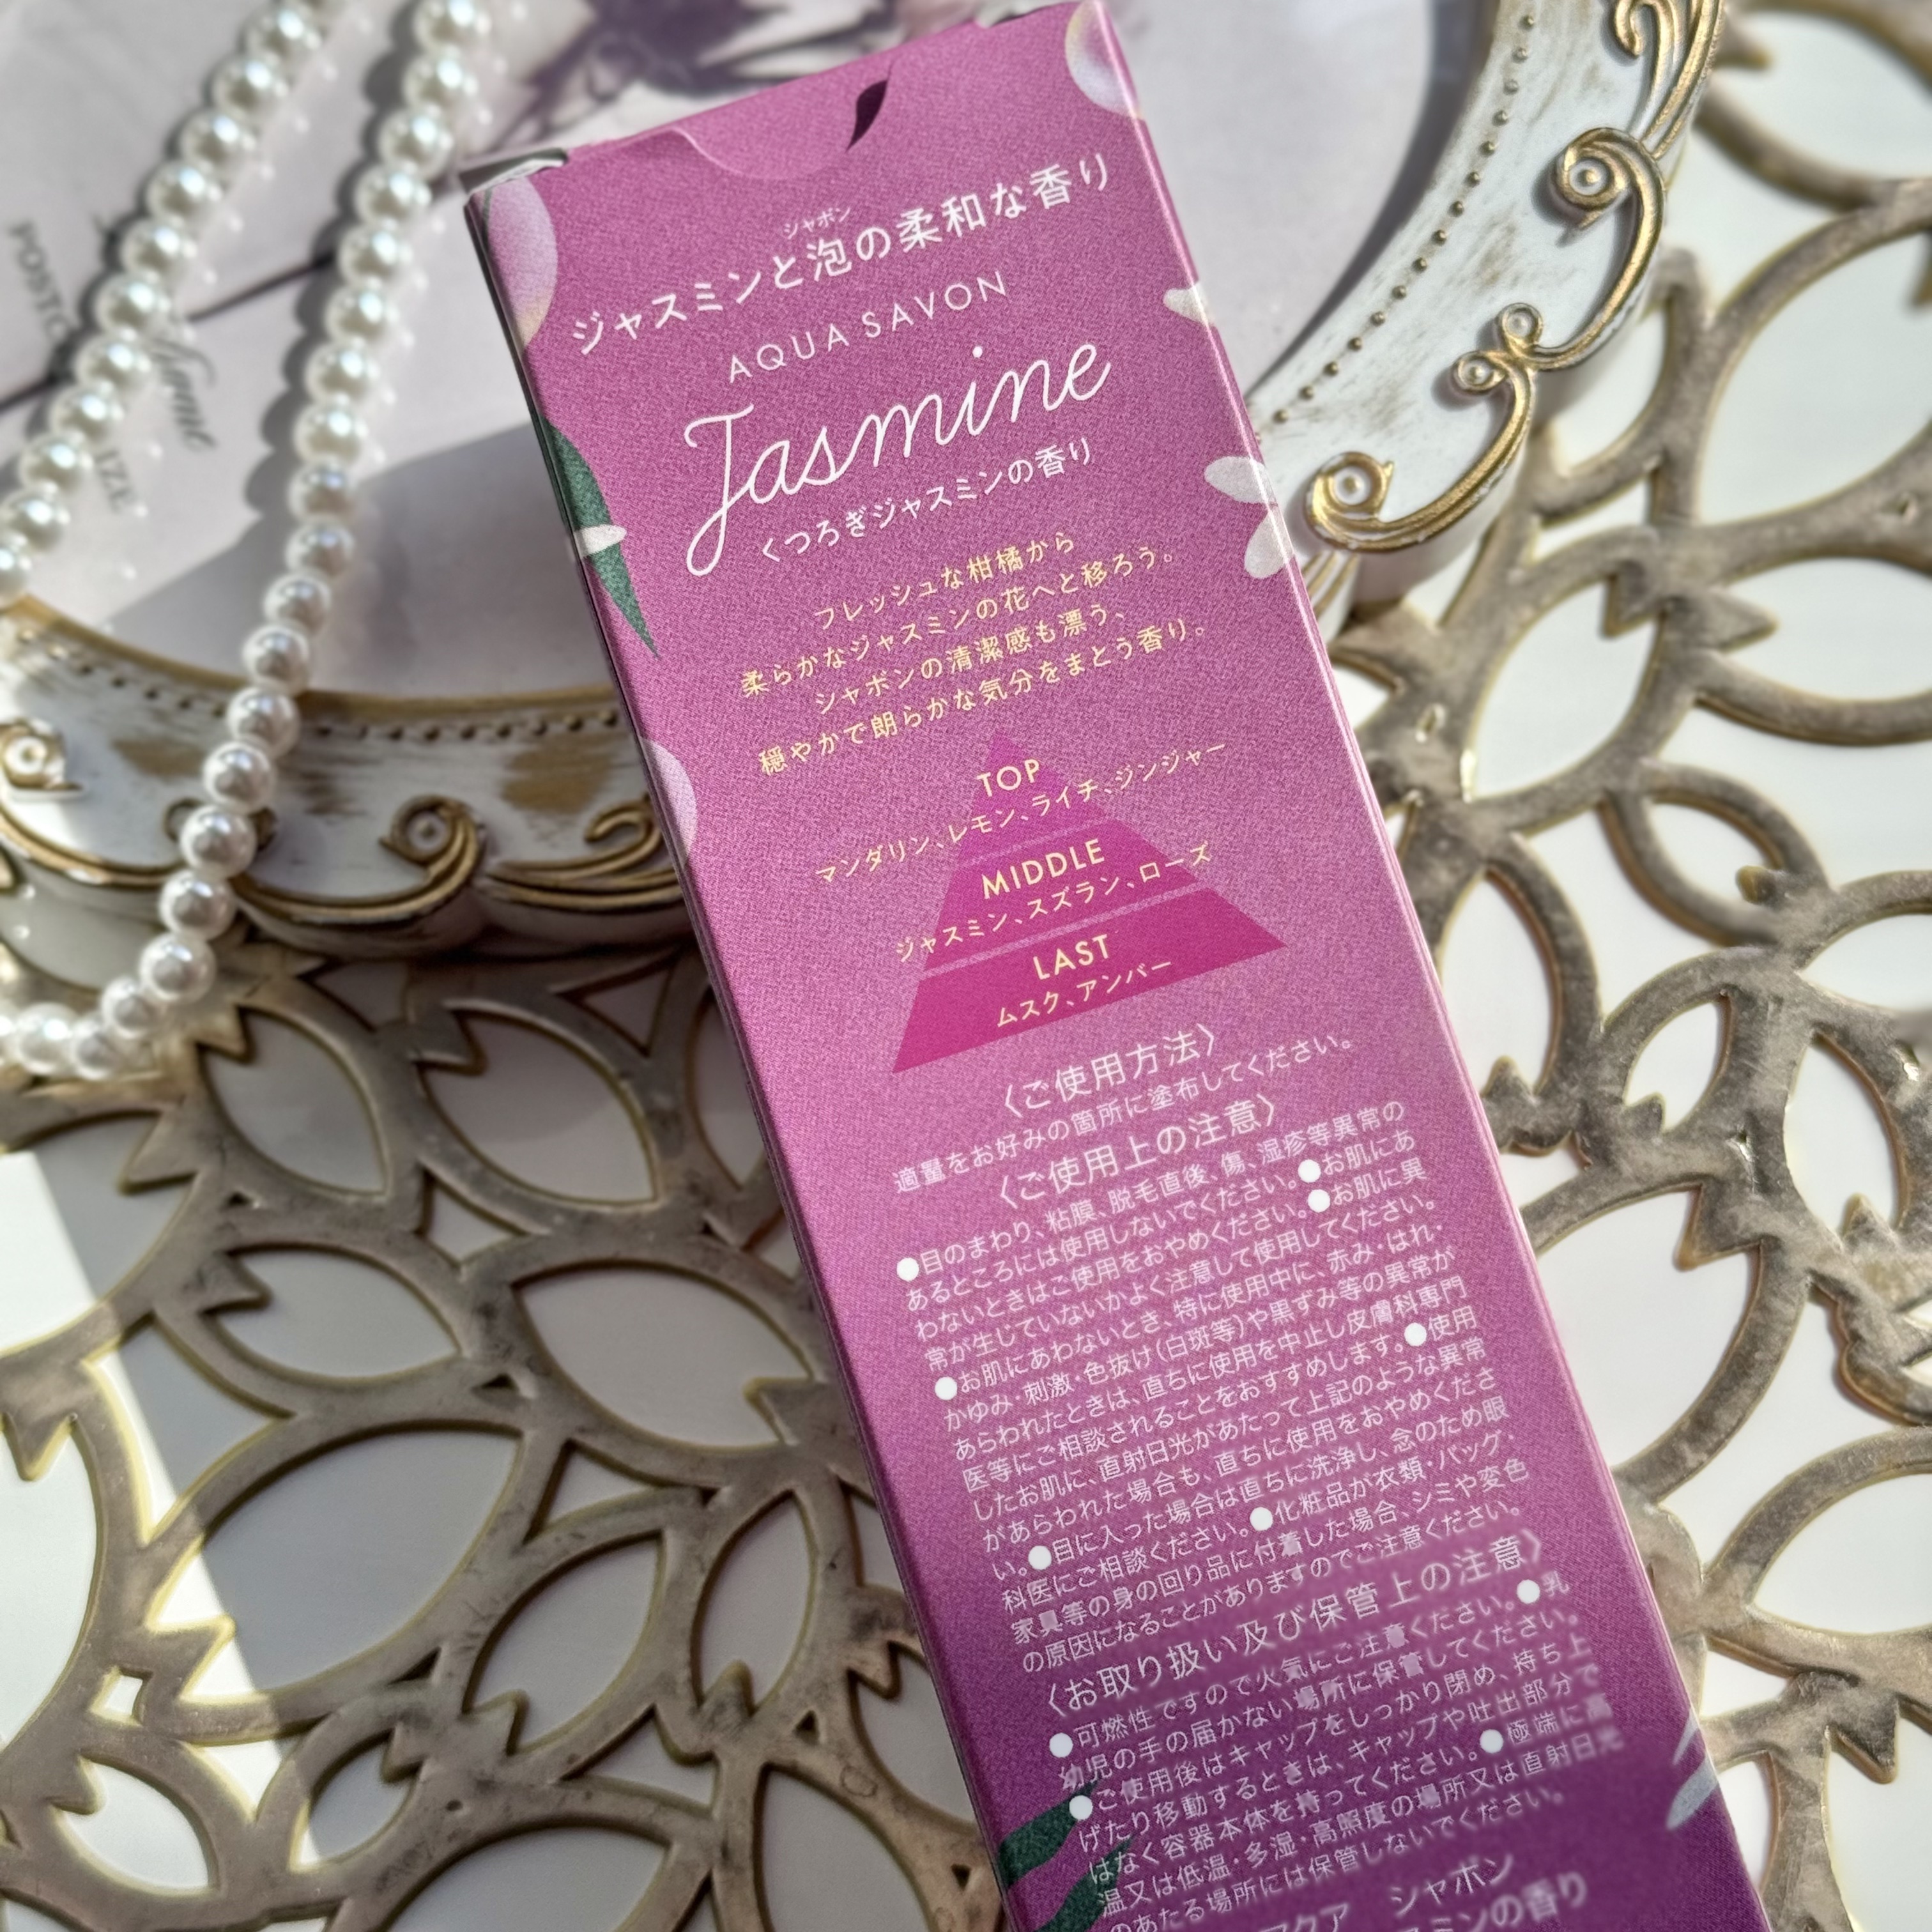 シャボン
ジャスミンと泡の柔和な香り
AQUA SAVON
Jasmine
くつろぎジャスミンの香り
フレッシュな柑橘から
柔らかなジャスミンの花へと移ろう。
シャボンの清潔感も漂う、
穏やかで朗らかな気分をまとう香り。
TOP
マンダリン、レモン、ライチ、ジンジャー
MIDDLE
ジャスミン、スズラン、ローズ
LAST
ムスク、アンバー
〈ご使用方法〉
適量をお好みの箇所に塗布してください。
〈ご使用上の注意〉
●目のまわり、粘膜、脱毛直後、傷、湿疹等異常の
あるところには使用しないでください。●お肌にあ
わないときはご使用をおやめください。●お肌に異
常が生じていないかよく注意して使用してください。
●お肌にあわないとき、特に使用中に、赤み・はれ・
かゆみ・刺激・色抜け(白斑等)や黒ずみ等の異常が
あらわれたときは、直ちに使用を中止し皮膚科専門
医等にご相談されることをおすすめします。●使用
したお肌に、直射日光があたって上記のような異常
があらわれた場合も、直ちに使用をおやめくださ
い。●目に入った場合は直ちに洗浄し、念のため眼
科医にご相談ください。●化粧品が衣類・バッグ・
家具等の身の回り品に付着した場合、シミや変色
の原因になることがありますのでご注意ください。
〈お取り扱い及び保管上の注意〉
●可燃性ですので火気にご注意ください。●乳
幼児の手の届かない場所に保管してください。
●ご使用後はキャップをしっかり閉め、持ち上
げたり移動するときは、キャップや吐出部分で
はなく容器本体を持ってください。●極端に高
温又は低温・多湿・高照度の場所又は直射日光
のあたる場所には保管しないでください。
アクア シャボン
スミンの香り